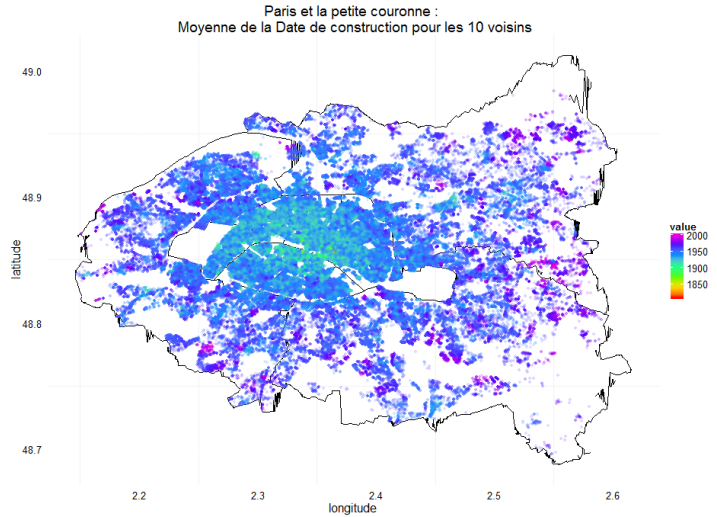 Paris et la petite couronne :
Moyenne de la Date de construction pour les 10 voisins
49.0
48.9
48.8
48.7
latitude
2.2
2.3
2.4
2.5
2.6
longitude
value
2000
1950
1900
1850